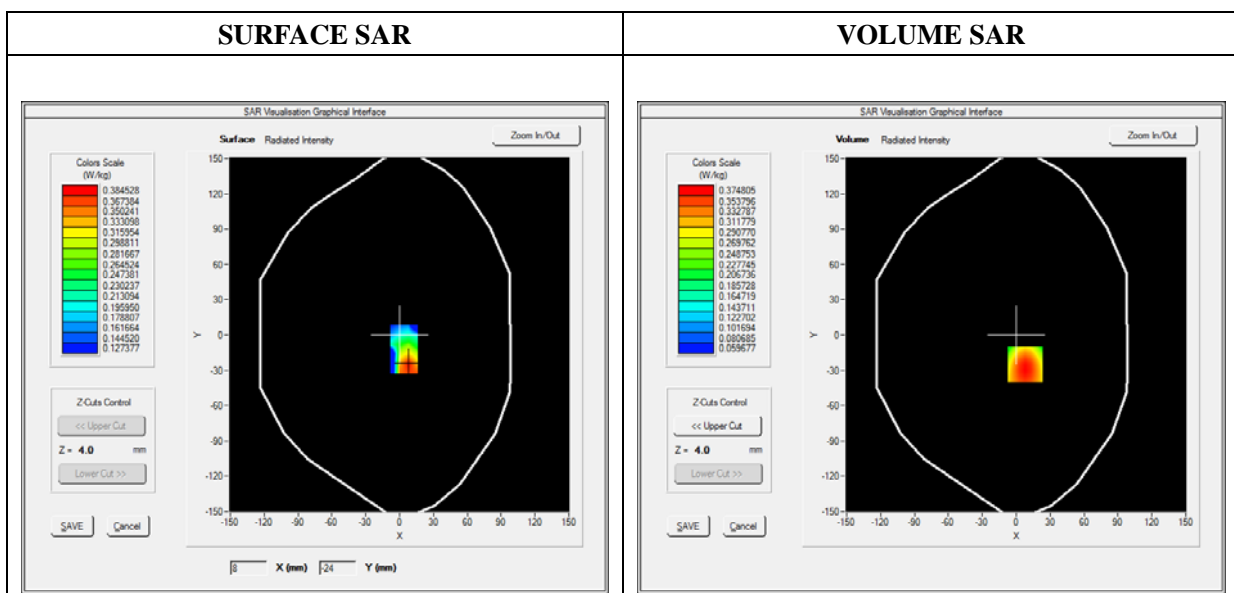 SURFACE SAR
VOLUME SAR
SAR Visualisation Graphical Interface
Surface Radiated Intensity
Zoom In/Out
Colors Scale
(W/kg)
0.384528
0.367384
0.350241
0.333098
0.315954
0.298811
0.281667
0.264524
0.247381
0.230237
0.213094
0.195950
0.178807
0.161664
0.144520
0.127377
Z-Cuts Control
<< Upper Cut
Z = 4.0 mm
Lower Cut >>
SAVE Cancel
150
120
90
60
30
0
-30
-60
-90
-120
-150
Y
-150 -120 -90 -60 -30 0 30 60 90 120 150
X
8 X (mm) -24 Y (mm)
SAR Visualisation Graphical Interface
Volume Radiated Intensity
Zoom In/Out
Colors Scale
(W/kg)
0.374805
0.353796
0.332787
0.311779
0.290770
0.269762
0.248753
0.227745
0.206736
0.185728
0.164719
0.143711
0.122702
0.101694
0.080685
0.059677
Z-Cuts Control
<< Upper Cut
Z = 4.0 mm
Lower Cut >>
SAVE Cancel
150
120
90
60
30
0
-30
-60
-90
-120
-150
Y
-150 -120 -90 -60 -30 0 30 60 90 120 150
X